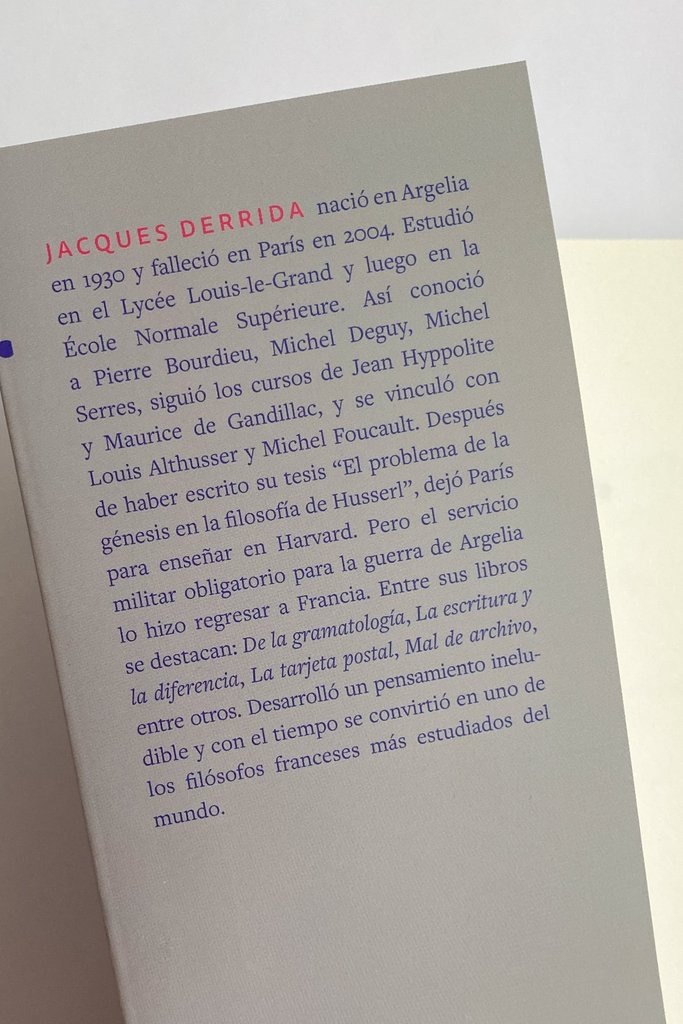 JACQUES DERRIDA nació en Argelia
en 1930 y falleció en París en 2004. Estudió
en el Lycée Louis-le-Grand y luego en la
École Normale Supérieure. Así conoció
a Pierre Bourdieu, Michel Deguy, Michel
Serres, siguió los cursos de Jean Hyppolite
y Maurice de Gandillac, y se vinculó con
Louis Althusser y Michel Foucault. Después
de haber escrito su tesis “El problema de la
génesis en la filosofía de Husserl”, dejó París
para enseñar en Harvard. Pero el servicio
militar obligatorio para la guerra de Argelia
lo hizo regresar a Francia. Entre sus libros
se destacan: De la gramatología, La escritura y
la diferencia, La tarjeta postal, Mal de archivo,
entre otros. Desarrolló un pensamiento inelu-
dible y con el tiempo se convirtió en uno de
los filósofos franceses más estudiados del
mundo.